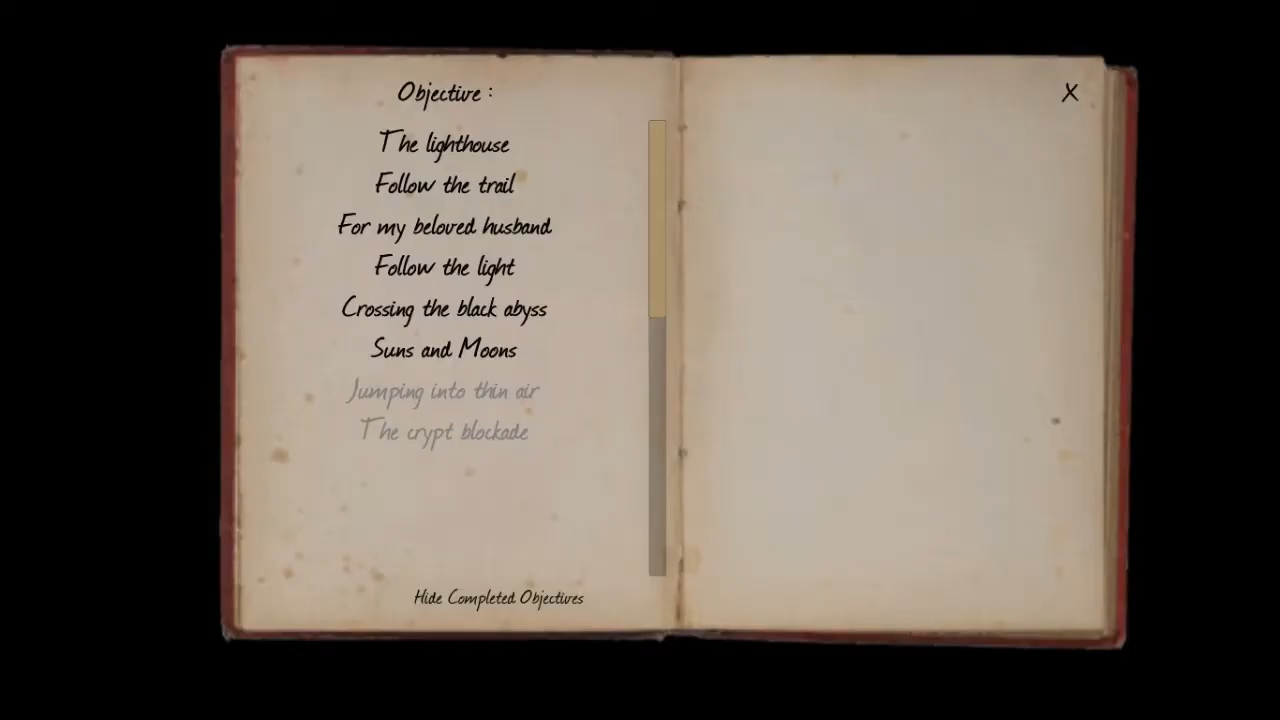 Objective :
X
The lighthouse
Follow the trail
For my beloved husband
Follow the light
Crossing the black abyss
Suns and Moons
Jumping into thin air
The crypt blockade
Hide Completed Objectives